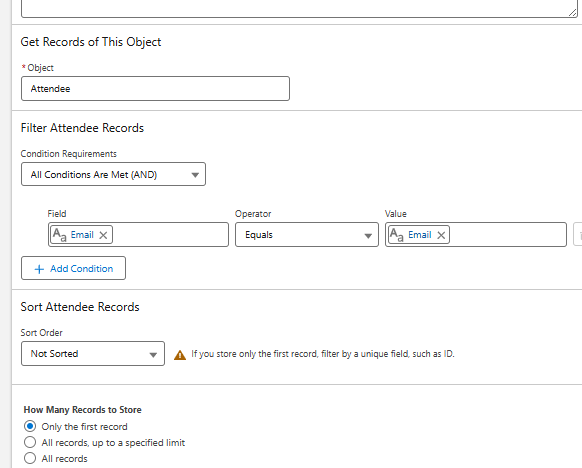 Get Records of This Object
* Object
Attendee
Filter Attendee Records
Condition Requirements
All Conditions Are Met (AND)
Field Operator Value
Aa Email × Equals Aa Email ×
+ Add Condition
Sort Attendee Records
Sort Order
Not Sorted If you store only the first record, filter by a unique field, such as ID.
How Many Records to Store
Only the first record
All records, up to a specified limit
All records